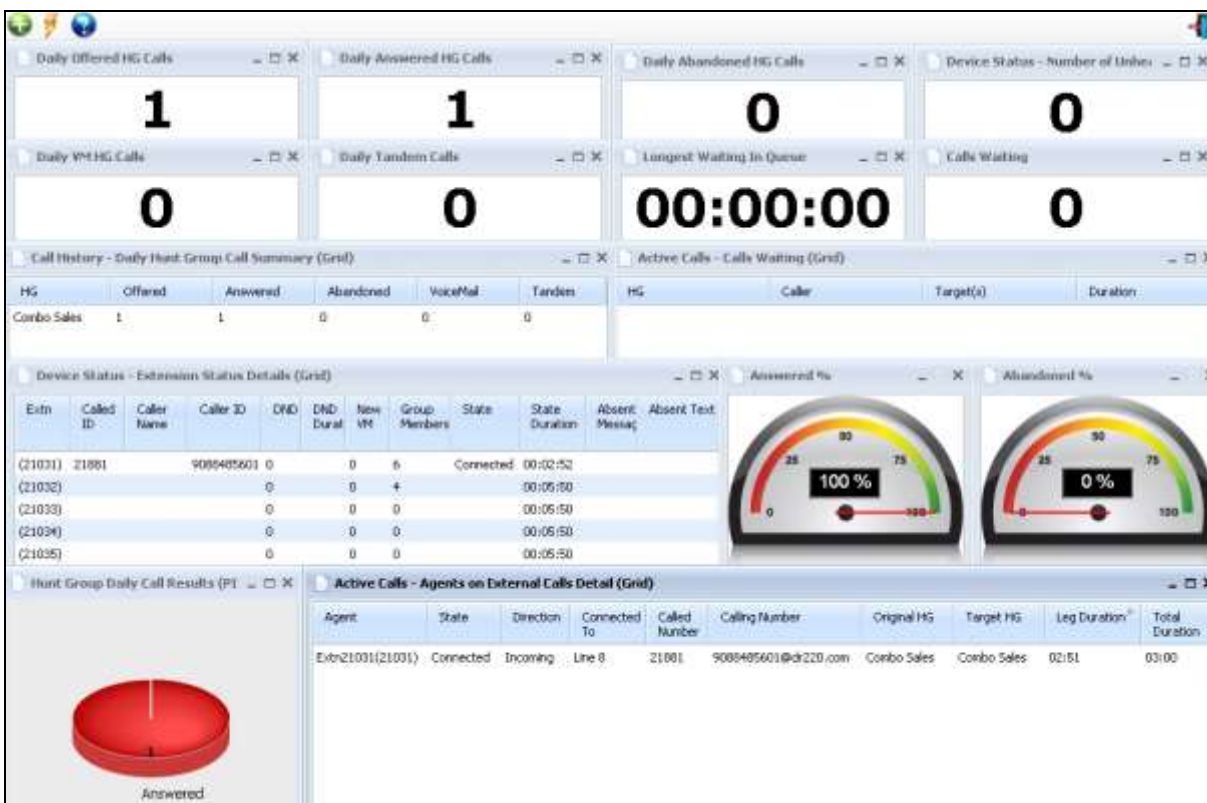 Daily Offered HG Calls
Daily Answered HG Calls
Daily Abandoned HG Calls
Device Status - Number of
1
1
0
0
Daily VM HG Calls
Daily Tandem Calls
Longest Waiting In Queue
Calls Waiting
0
0
00:00:00
0
Call History - Daily Hunt Group Call Summary (Grid)
Active Calls - Calls Waiting (Grid)
HG Offered Answered Abandoned VoiceMail Tandem
HG Caller Target(s) Duration
Combo Sales 1 1 0 0 0
Device Status - Extension Status Details (Grid)
Answered %
Abandoned %
Extn Called ID Caller Name Caller ID DND DND Durat New VM Group Members State State Duration Absent Messag Absent Text
(21031) 21881 9088485601 0 0 6 Connected 00:02:52
(21032) 0 0 4 00:05:50
(21033) 0 0 0 00:05:50
(21034) 0 0 0 00:05:50
(21035) 0 0 0 00:05:50
0 25 50 75 100
100 %
0 25 50 75 100
0 %
Hunt Group Daily Call Results (PI
Answered
Active Calls - Agents on External Calls Detail (Grid)
Agent State Direction Connected To Called Number Calling Number Original HG Target HG Leg Duration Total Duration
Extn21031(21031) Connected Incoming Line 8 21881 9088485601@dr220.com Combo Sales Combo Sales 02:51 03:00